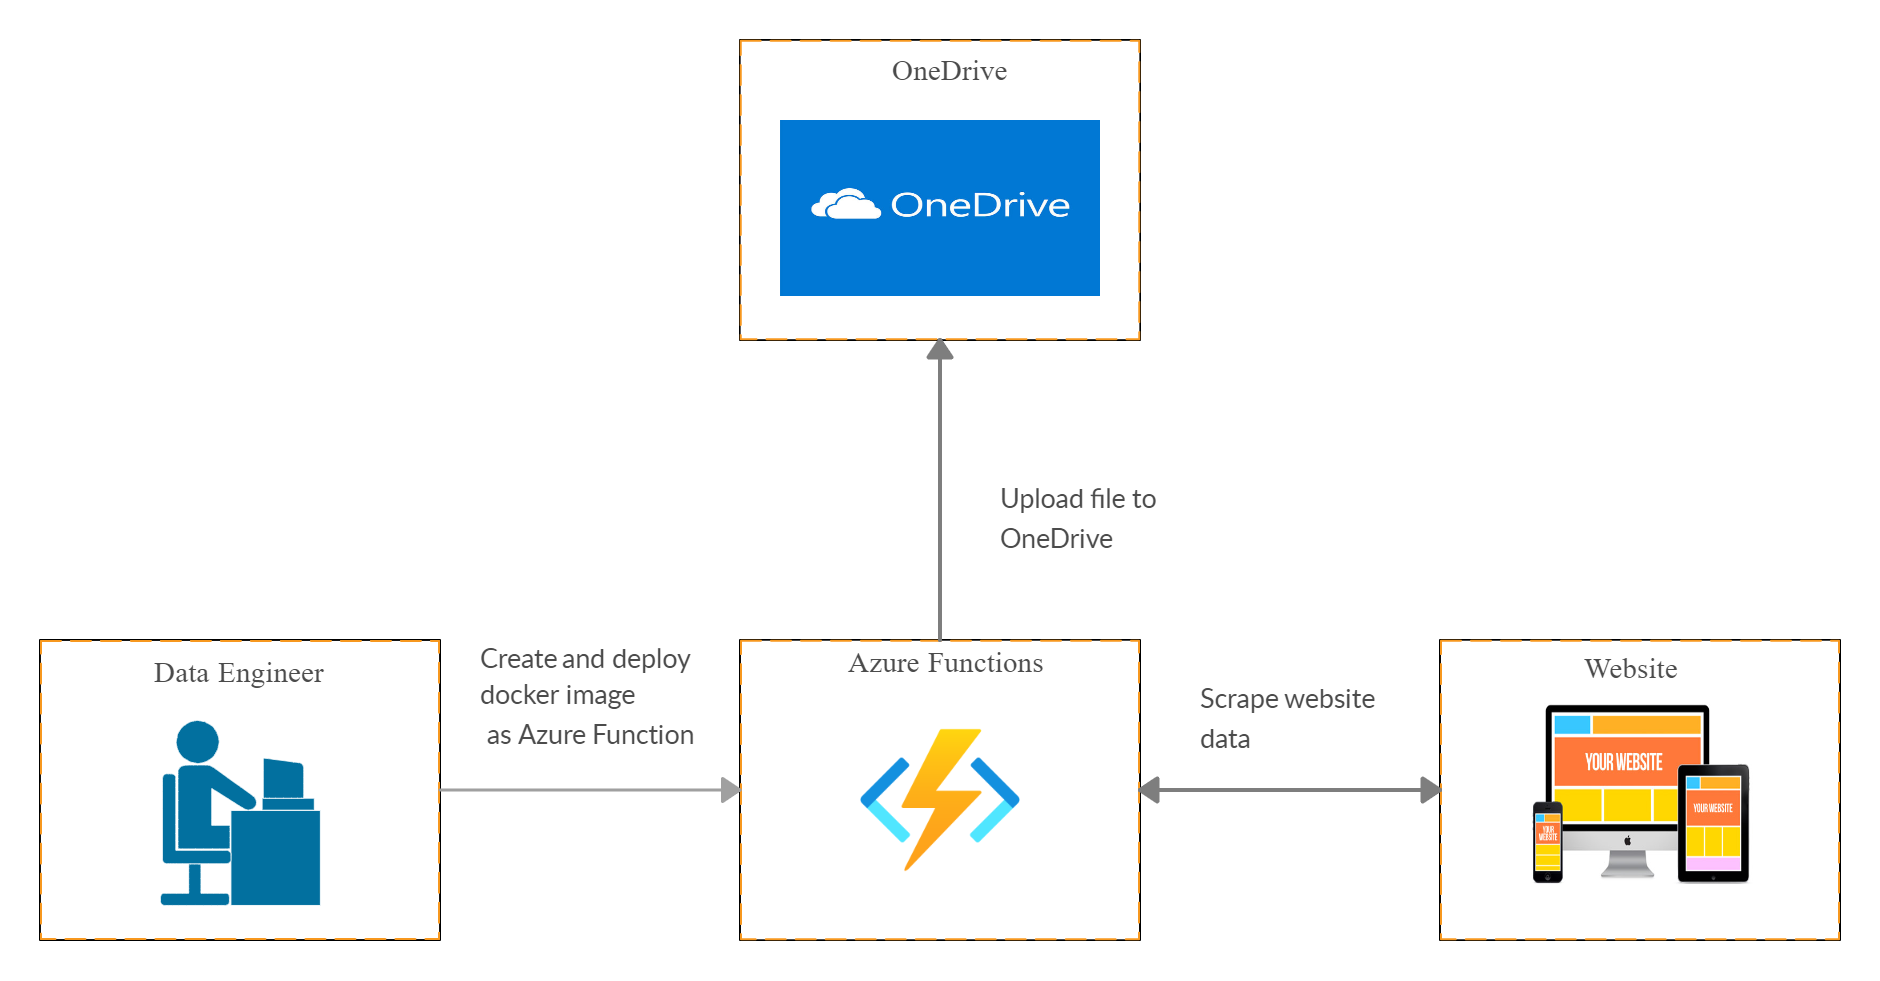 OneDrive
OneDrive
Upload file to
OneDrive
Data Engineer
Create and deploy
docker image
as Azure Function
Azure Functions
Scrape website
data
Website
YOUR WEBSITE
YOUR WEBSITE
YOUR
WEBSITE